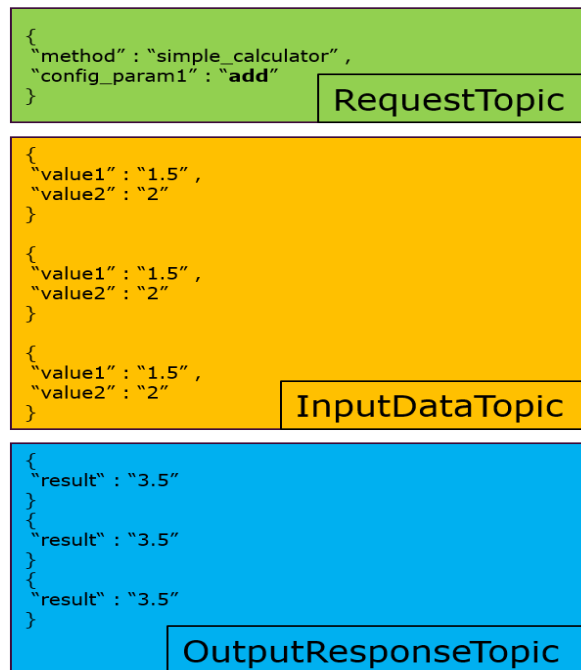 {
“method” : “simple_calculator” ,
“config_param1” : “add”
}
RequestTopic
{
“value1” : “1.5” ,
“value2” : “2”
}
{
“value1” : “1.5” ,
“value2” : “2”
}
{
“value1” : “1.5” ,
“value2” : “2”
}
InputDataTopic
{
“result“ : “3.5”
}
{
“result“ : “3.5”
}
{
“result“ : “3.5”
}
OutputResponseTopic